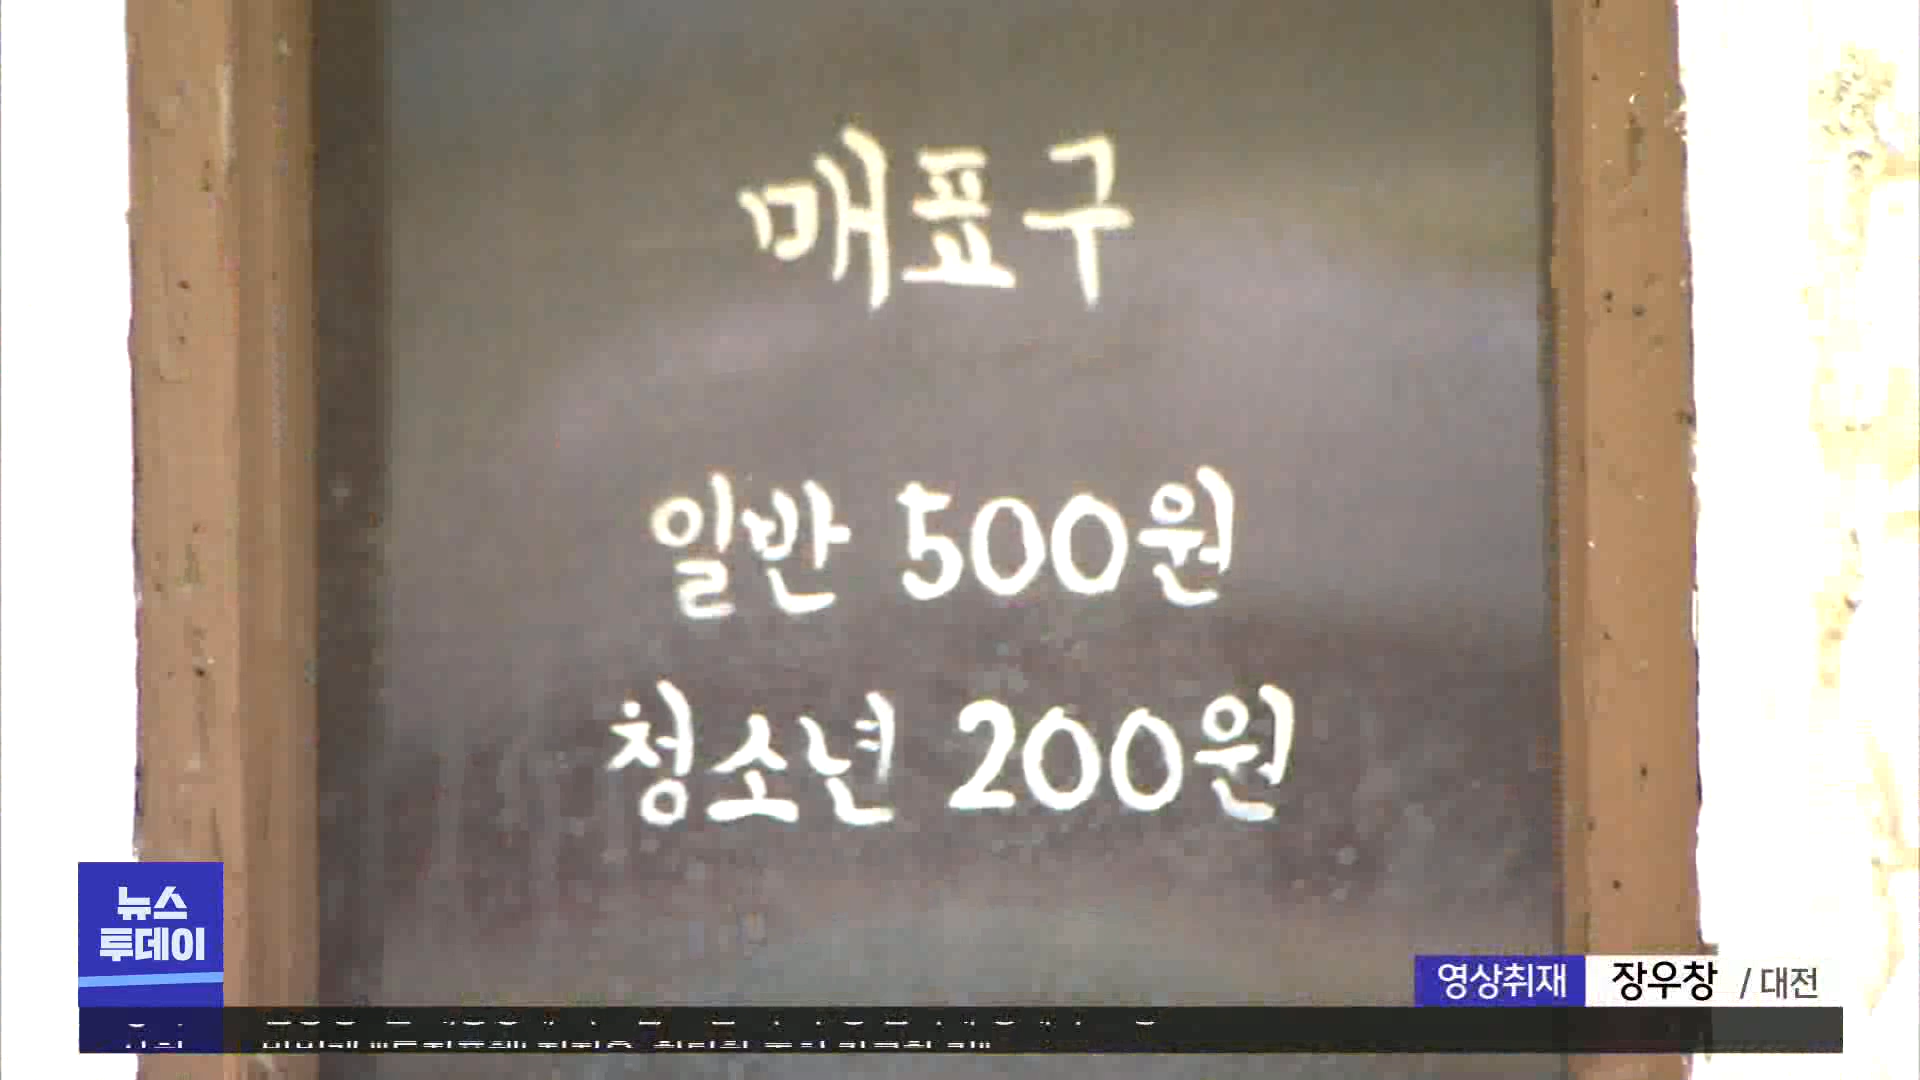 매표구
일반 500원
청소년 200원
뉴스
투데이
영상취재 장우창 / 대전